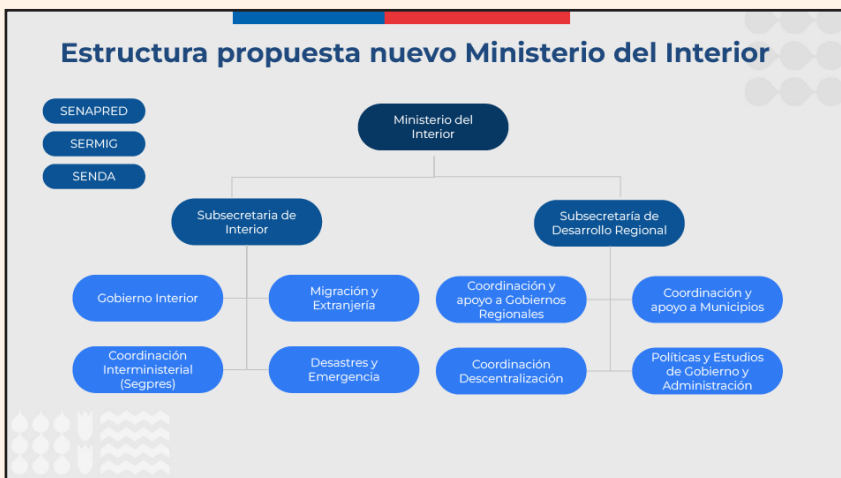 Estructura propuesta nuevo Ministerio del Interior
SENAPRED
SERMIG
SENDA
Ministerio del
Interior
Subsecretaria de
Interior
Subsecretaría de
Desarrollo Regional
Gobierno Interior
Migración y
Extranjería
Coordinación y
apoyo a Gobiernos
Regionales
Coordinación y
apoyo a Municipios
Coordinación
Interministerial
(Segpres)
Desastres y
Emergencia
Coordinación
Descentralización
Políticas y Estudios
de Gobierno y
Administración